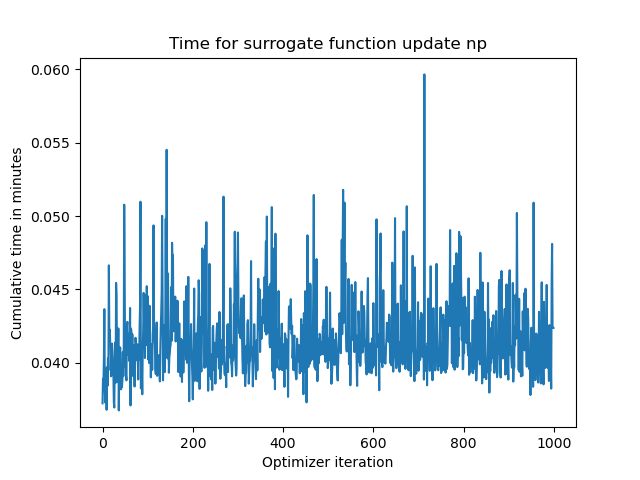 Time for surrogate function update np
0.060
0.055
0.050
0.045
0.040
Cumulative time in minutes
0 200 400 600 800 1000
Optimizer iteration